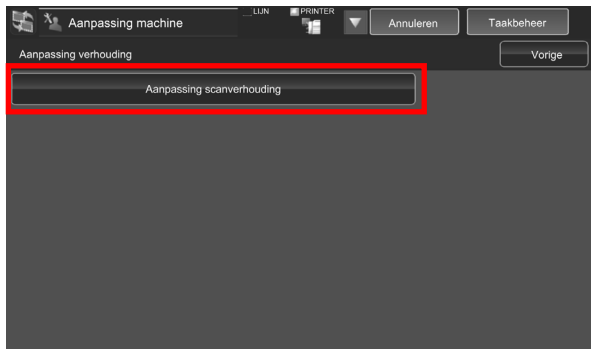 Aanpassing machine
LIJN
PRINTER
Annuleren
Taakbeheer
Aanpassing verhouding
Vorige
Aanpassing scanverhouding